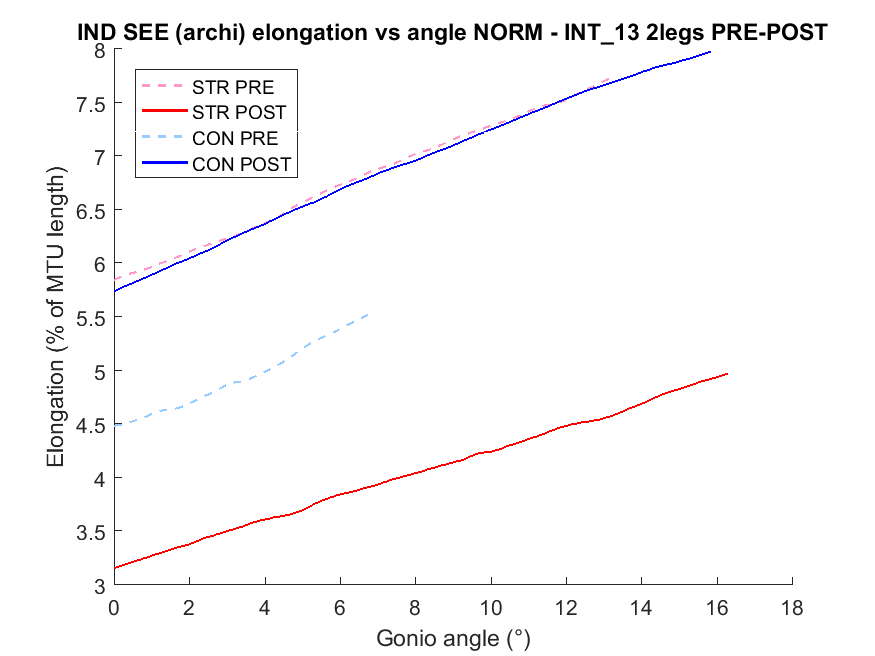 IND SEE (archi) elongation vs angle NORM - INT_13 2legs PRE-POST
STR PRE
STR POST
CON PRE
CON POST
Elongation (% of MTU length)
8
7.5
7
6.5
6
5.5
5
4.5
4
3.5
3
0 2 4 6 8 10 12 14 16 18
Gonio angle (°)